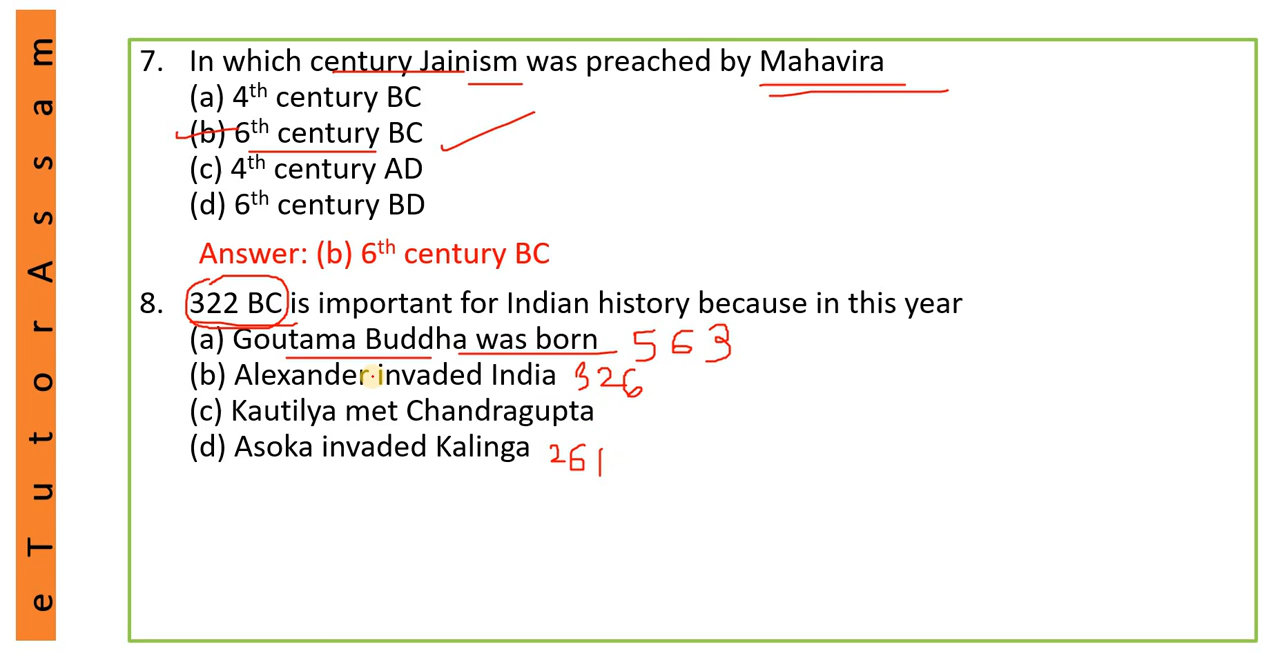 eTutorAssam
7. In which century Jainism was preached by Mahavira
(a) 4th century BC
(b) 6th century BC
(c) 4th century AD
(d) 6th century BD
Answer: (b) 6th century BC
8. 322 BC is important for Indian history because in this year
(a) Goutama Buddha was born 563
(b) Alexander invaded India 326
(c) Kautilya met Chandragupta
(d) Asoka invaded Kalinga 261